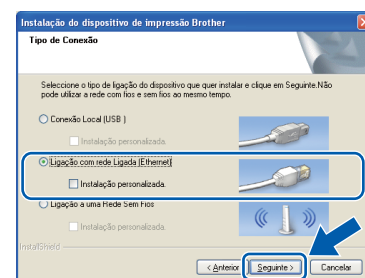 Instalação do dispositivo de impressão Brother
Tipo de Conexão
Seleccione o tipo de ligação do dispositivo que quer instalar e clique em Seguinte.Não
pode utilizar a rede com fios e sem fios ao mesmo tempo.
Conexão Local (USB )
Instalação personalizada.
Ligação com rede Ligada (Ethernet)
Instalação personalizada.
Ligação a uma Rede Sem Fios
Instalação personalizada.
InstallShield
< Anterior
Seguinte >
Cancelar